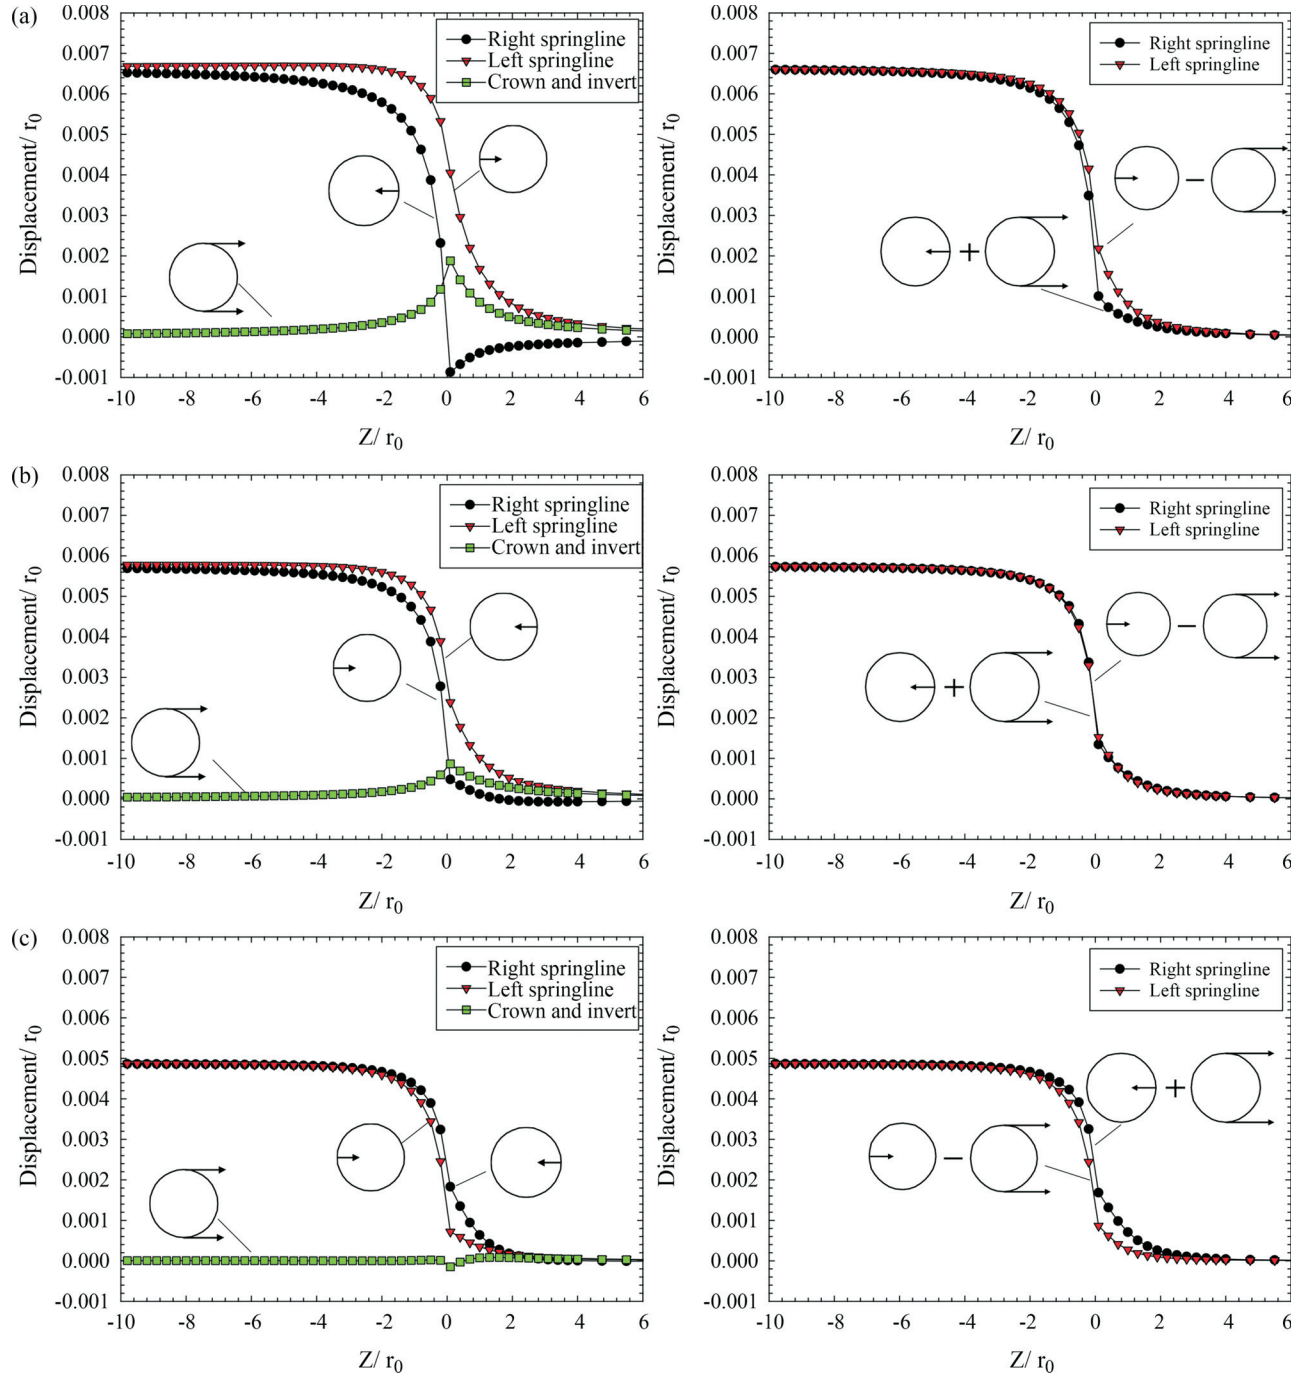 (a)
0.008
0.007
0.006
0.005
0.004
0.003
0.002
0.001
0.000
-0.001
Displacement/ r0
Right springline
Left springline
Crown and invert
-10 -8 -6 -4 -2 0 2 4 6
Z/ r0
0.008
0.007
0.006
0.005
0.004
0.003
0.002
0.001
0.000
-0.001
Displacement/ r0
Right springline
Left springline
−
+
-10 -8 -6 -4 -2 0 2 4 6
Z/ r0
(b)
0.008
0.007
0.006
0.005
0.004
0.003
0.002
0.001
0.000
-0.001
Displacement/ r0
Right springline
Left springline
Crown and invert
-10 -8 -6 -4 -2 0 2 4 6
Z/ r0
0.008
0.007
0.006
0.005
0.004
0.003
0.002
0.001
0.000
-0.001
Displacement/ r0
Right springline
Left springline
−
+
-10 -8 -6 -4 -2 0 2 4 6
Z/ r0
(c)
0.008
0.007
0.006
0.005
0.004
0.003
0.002
0.001
0.000
-0.001
Displacement/ r0
Right springline
Left springline
Crown and invert
-10 -8 -6 -4 -2 0 2 4 6
Z/ r0
0.008
0.007
0.006
0.005
0.004
0.003
0.002
0.001
0.000
-0.001
Displacement/ r0
Right springline
Left springline
+
−
-10 -8 -6 -4 -2 0 2 4 6
Z/ r0